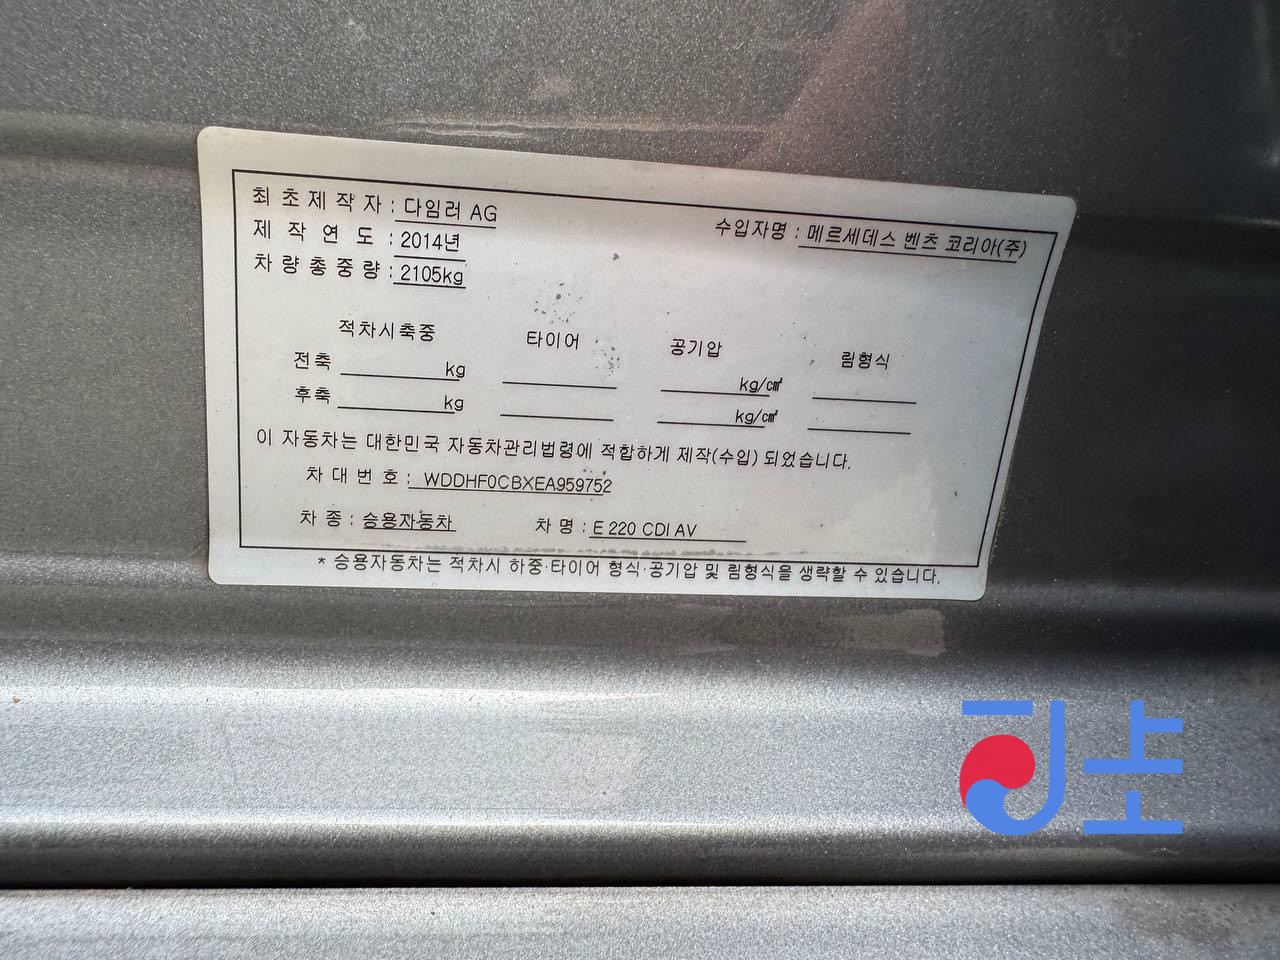 최 초 제 작 자 : 다임러 AG
수입자명 : 메르세데스 벤츠 코리아(주)
제 작 연 도 : 2014년
차 량 총 중 량 : 2105kg
적차시축중 타이어 공기압 림형식
전축 kg kg/㎠
후축 kg kg/㎠
이 자동차는 대한민국 자동차관리법령에 적합하게 제작(수입) 되었습니다.
차 대 번 호 : WDDHF0CBXEA959752
차 종 : 승용자동차 차 명 : E 220 CDI AV
* 승용자동차는 적차시 하중·타이어 형식·공기압 및 림형식을 생략할 수 있습니다.